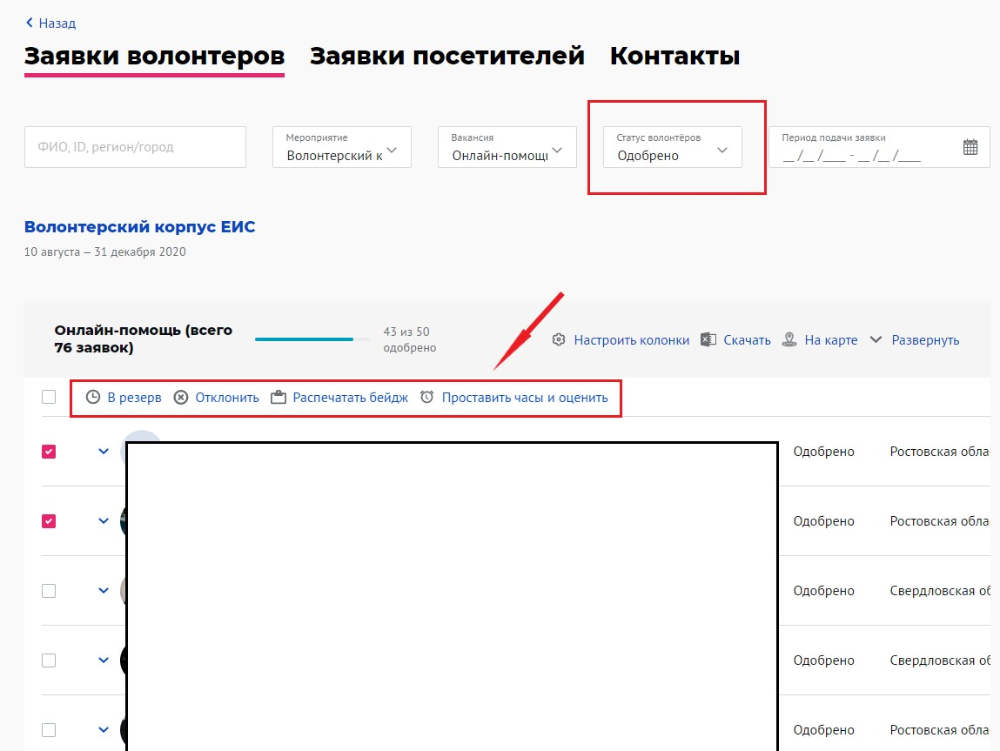 Назад
Заявки волонтеров Заявки посетителей Контакты
ФИО, ID, регион/город
Мероприятие
Волонтерский к
Вакансия
Онлайн-помощь
Статус волонтёров
Одобрено
Период подачи заявки
__ /__ /____ - __ /__ /____
Волонтерский корпус ЕИС
10 августа — 31 декабря 2020
Онлайн-помощь (всего
76 заявок)
43 из 50
одобрено
Настроить колонки Скачать На карте Развернуть
В резерв Отклонить Распечатать бейдж Проставить часы и оценить
Одобрено Ростовская обла
Одобрено Ростовская обла
Одобрено Свердловская об
Одобрено Свердловская об
Одобрено Ростовская обла